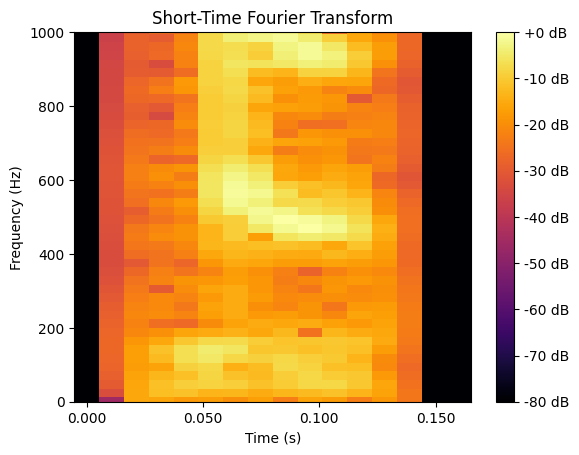 Short-Time Fourier Transform
1000
800
600
400
200
0
Frequency (Hz)
0.000
0.050
0.100
0.150
Time (s)
+0 dB
-10 dB
-20 dB
-30 dB
-40 dB
-50 dB
-60 dB
-70 dB
-80 dB